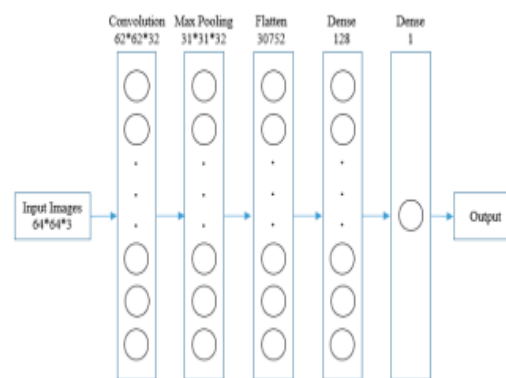 Convolution Max Pooling Flatten Dense Dense
62*62*32 31*31*32 30752 128 1
Input Images
64*64*3
Output